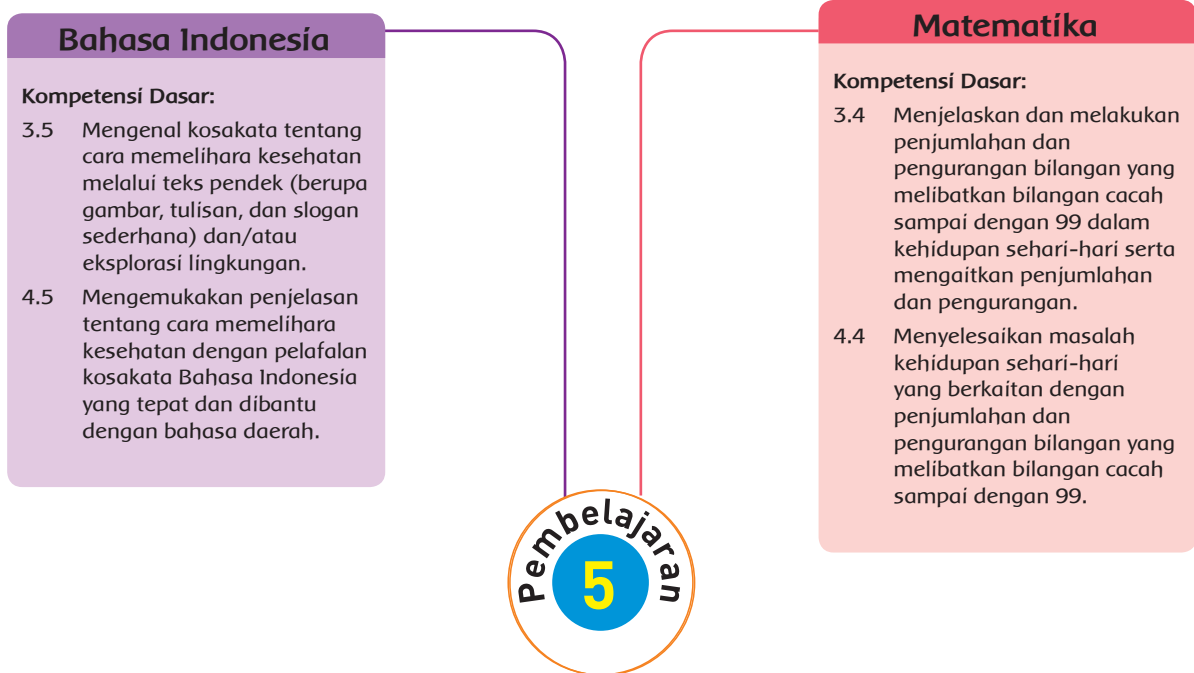 Bahasa Indonesia
Kompetensi Dasar:
3.5 Mengenal kosakata tentang
cara memelihara kesehatan
melalui teks pendek (berupa
gambar, tulisan, dan slogan
sederhana) dan/atau
eksplorasi lingkungan.
4.5 Mengemukakan penjelasan
tentang cara memelihara
kesehatan dengan pelafalan
kosakata Bahasa Indonesia
yang tepat dan dibantu
dengan bahasa daerah.
Matematika
Kompetensi Dasar:
3.4 Menjelaskan dan melakukan
penjumlahan dan
pengurangan bilangan yang
melibatkan bilangan cacah
sampai dengan 99 dalam
kehidupan sehari-hari serta
mengaitkan penjumlahan
dan pengurangan.
4.4 Menyelesaikan masalah
kehidupan sehari-hari
yang berkaitan dengan
penjumlahan dan
pengurangan bilangan yang
melibatkan bilangan cacah
sampai dengan 99.
Pembelajaran
5